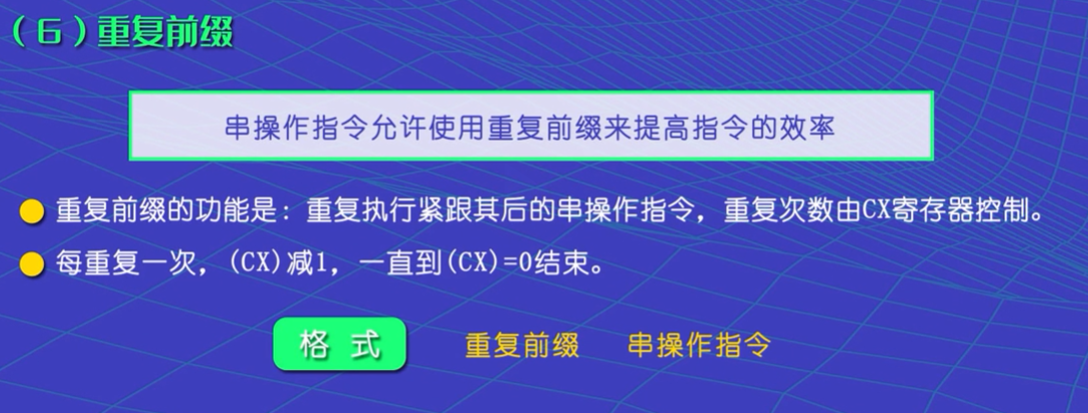 （6）重复前缀
串操作指令允许使用重复前缀来提高指令的效率
重复前缀的功能是：重复执行紧跟其后的串操作指令，重复次数由CX寄存器控制。
每重复一次，(CX)减1，一直到(CX)=0结束。
格 式 重复前缀 串操作指令